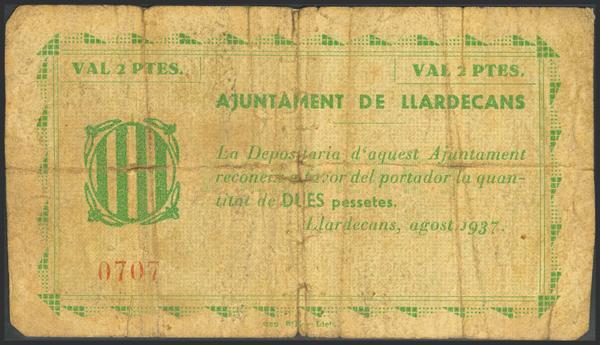 VAL 2 PTES.
VAL 2 PTES.
AJUNTAMENT DE LLARDECANS
La Depositaria d'aquest Ajuntament
reconeix a favor del portador la quan-
titat de DUES pessetes.
Llardecans, agost 1937.
0707